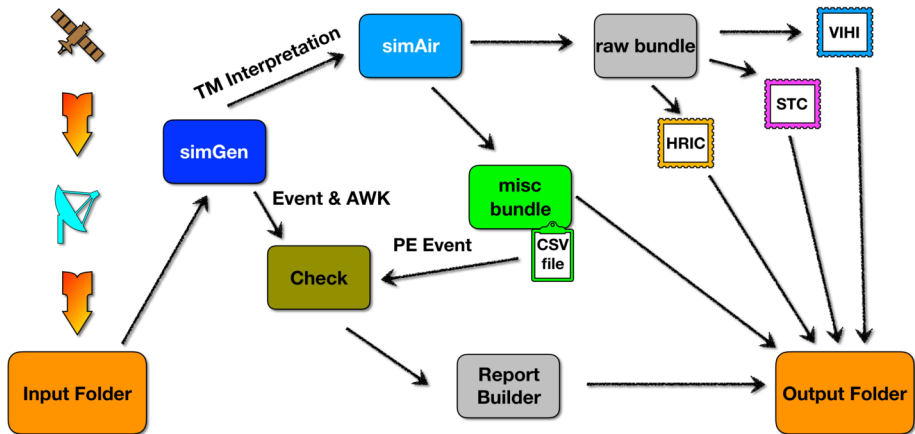 TM Interpretation
simAir
raw bundle
VIHI
STC
HRIC
simGen
misc
bundle
CSV
file
Event & AWK
PE Event
Check
Input Folder
Report
Builder
Output Folder